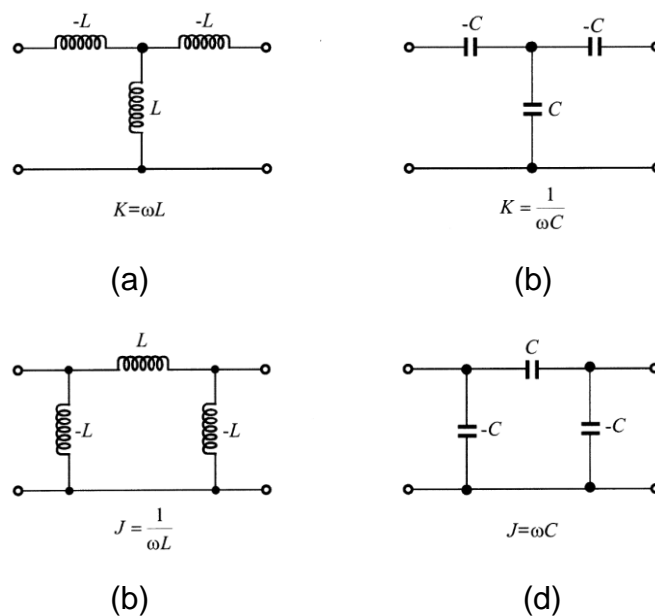 -L -L
L
K=ωL
(a)
-C -C
C
K = 1/ωC
(b)
L
-L -L
J = 1/ωL
(b)
C
-C -C
J=ωC
(d)